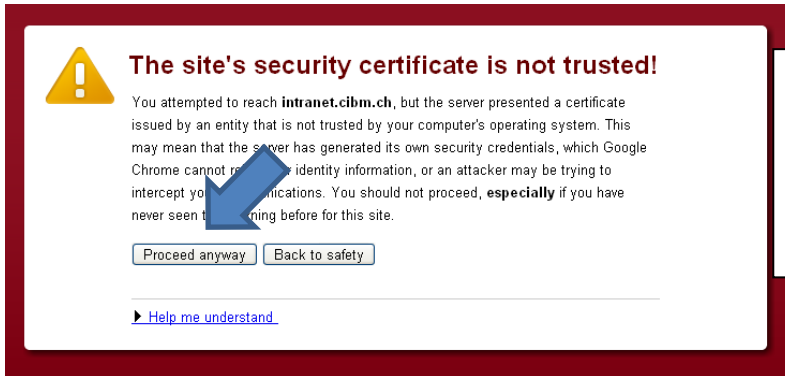 The site's security certificate is not trusted!
You attempted to reach intranet.cibm.ch, but the server presented a certificate
issued by an entity that is not trusted by your computer's operating system. This
may mean that the server has generated its own security credentials, which Google
Chrome cannot identity information, or an attacker may be trying to
intercept communications. You should not proceed, especially if you have
never seen warning before for this site.
Proceed anyway Back to safety
Help me understand